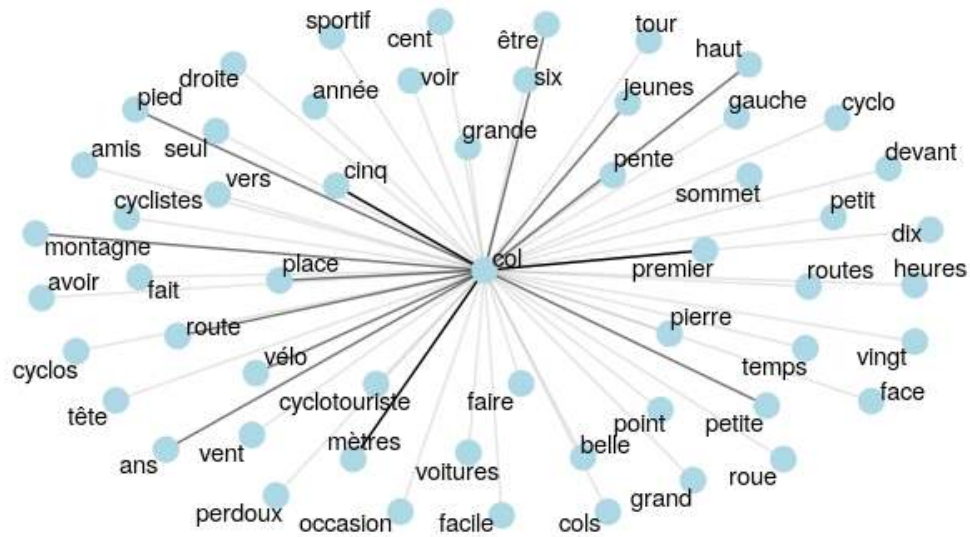 sportif
cent
être
tour
haut
droite
voir
six
pied
année
jeunes
gauche
cyclo
amis
seul
grande
cinq
pente
devant
vers
sommet
cyclistes
petit
montagne
place
col
premier
dix
avoir
fait
routes
heures
route
pierre
cyclos
vélo
temps
vingt
tête
cyclotouriste
faire
point
petite
face
ans
vent
mètres
voitures
belle
roue
perdoux
occasion
facile
cols
grand